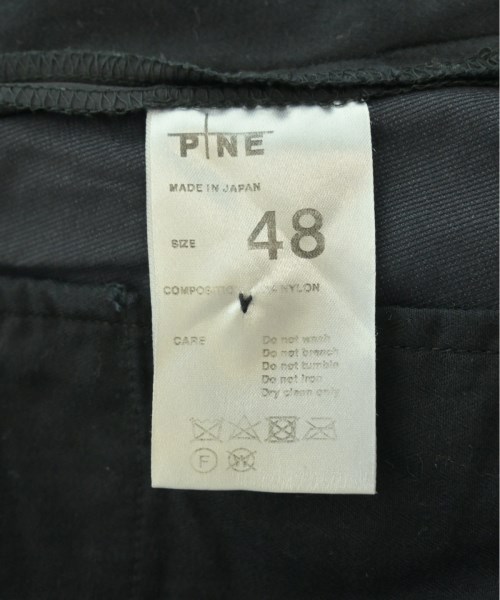 PINE
MADE IN JAPAN
SIZE 48
NYLON
CARE Do not wash
Do not branch
Do not tumble
Do not iron
Dry clean only
F W